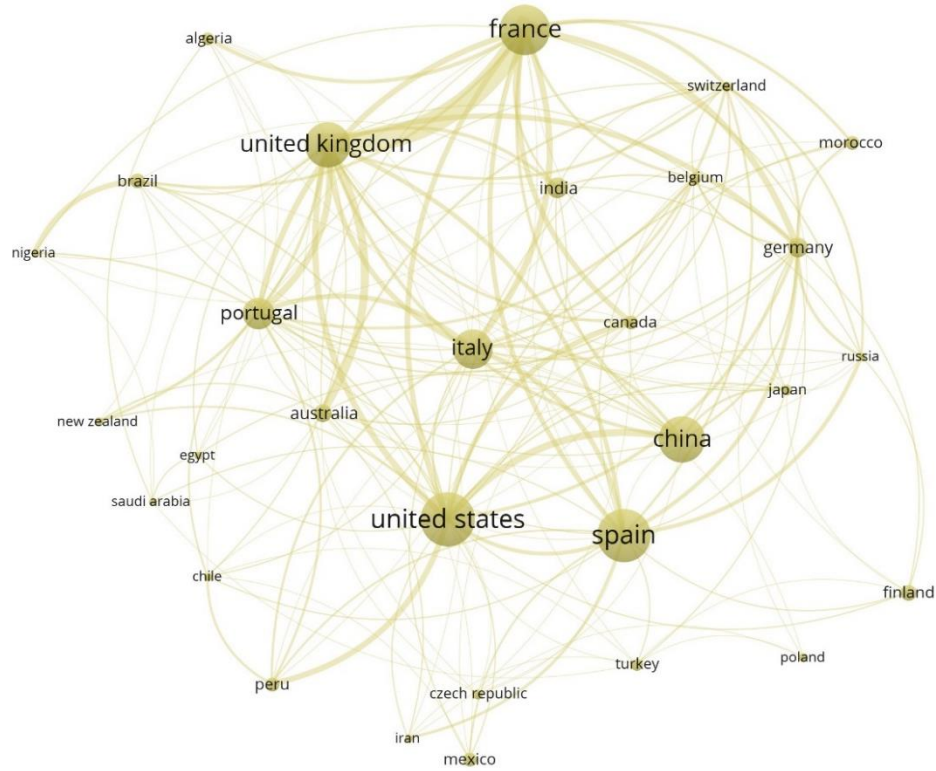 france
algeria
switzerland
united kingdom
morocco
brazil
india
belgium
nigeria
germany
portugal
canada
italy
russia
japan
australia
new zealand
china
egypt
saudi arabia
united states
spain
chile
finland
poland
turkey
peru
czech republic
iran
mexico